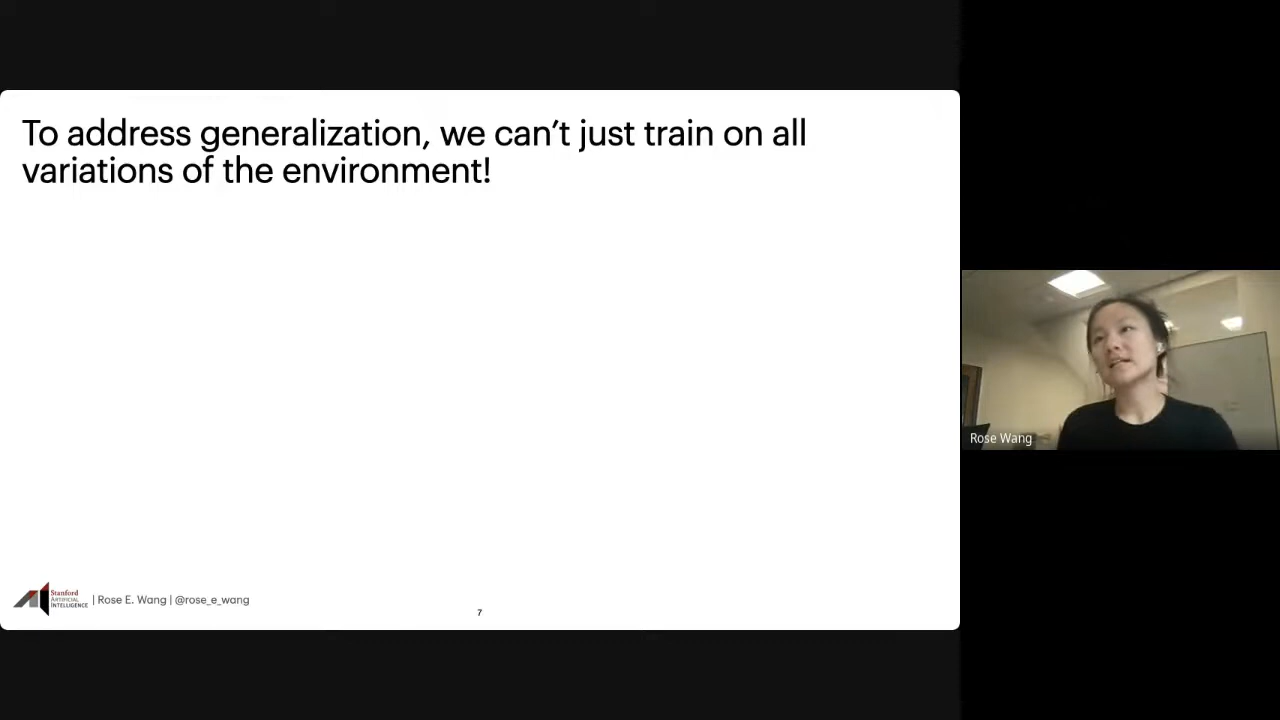 To address generalization, we can't just train on all
variations of the environment!
Rose Wang
Stanford
ARTIFICIAL
INTELLIGENCE
| Rose E. Wang | @rose_e_wang
7